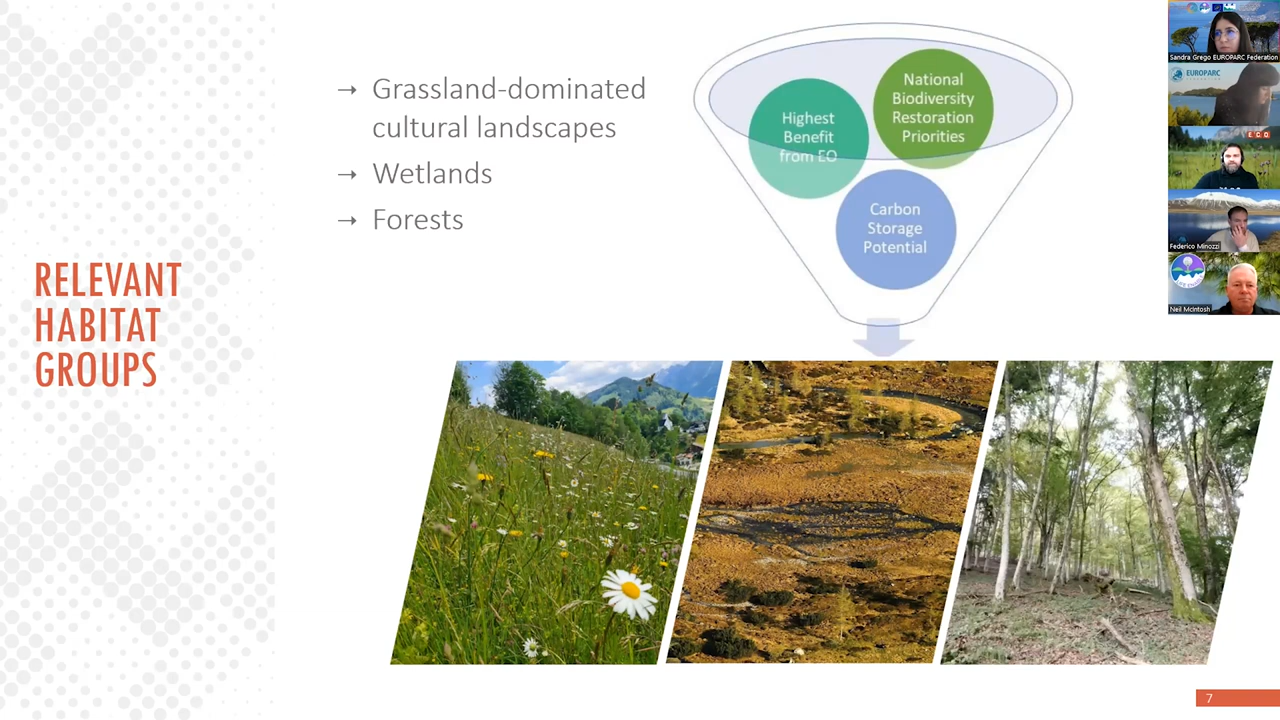 RELEVANT
HABITAT
GROUPS
→ Grassland-dominated
cultural landscapes
→ Wetlands
→ Forests
Highest
Benefit
from EO
National
Biodiversity
Restoration
Priorities
Carbon
Storage
Potential
Sandra Grego EUROPARC Federation
EUROPARC
E.C.O.
Federico Minozzi
Neil McIntosh
7